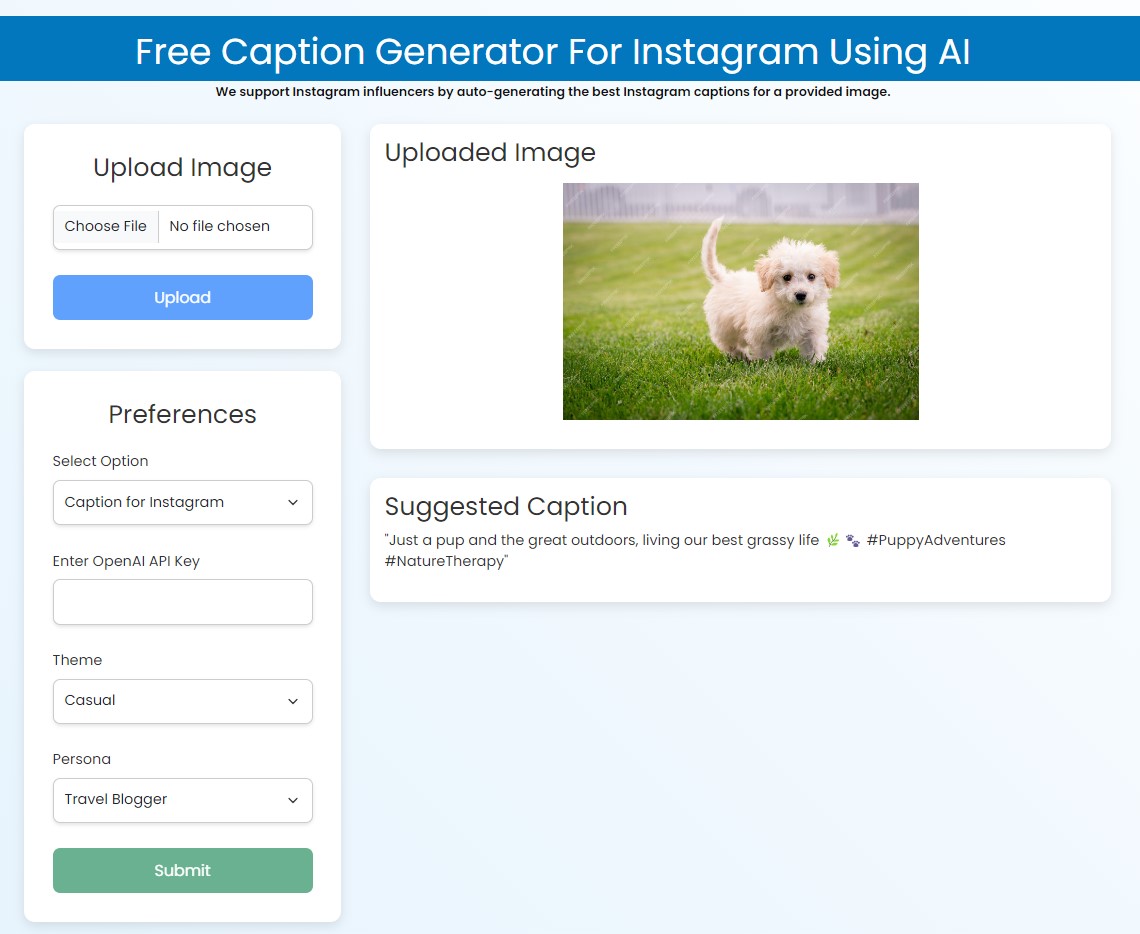 Free Caption Generator For Instagram Using AI
We support Instagram influencers by auto-generating the best Instagram captions for a provided image.
Upload Image
Choose File No file chosen
Upload
Preferences
Select Option
Caption for Instagram
Enter OpenAI API Key
Theme
Casual
Persona
Travel Blogger
Submit
Uploaded Image
Suggested Caption
"Just a pup and the great outdoors, living our best grassy life 🌿 🐾 #PuppyAdventures
#NatureTherapy"